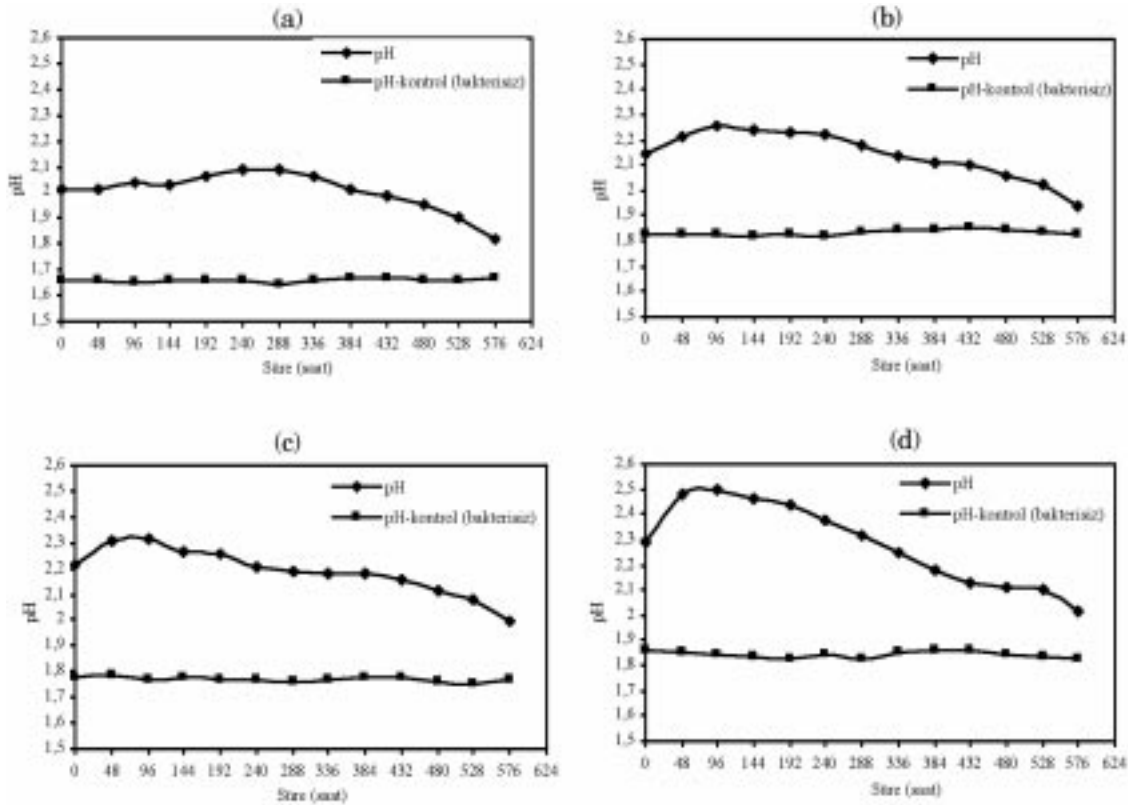 (a)
2,6
2,5
2,4
2,3
2,2
2,1
2
1,9
1,8
1,7
1,6
1,5
pH
pH
pH-kontrol (bakterisiz)
0 48 96 144 192 240 288 336 384 432 480 528 576 624
Süre (saat)
(b)
2,6
2,5
2,4
2,3
2,2
2,1
2
1,9
1,8
1,7
1,6
1,5
pH
pH
pH-kontrol (bakterisiz)
0 48 96 144 192 240 288 336 384 432 480 528 576 624
Süre (saat)
(c)
2,6
2,5
2,4
2,3
2,2
2,1
2
1,9
1,8
1,7
1,6
1,5
pH
pH
pH-kontrol (bakterisiz)
0 48 96 144 192 240 288 336 384 432 480 528 576 624
Süre (saat)
(d)
2,6
2,5
2,4
2,3
2,2
2,1
2
1,9
1,8
1,7
1,6
1,5
pH
pH
pH-kontrol (bakterisiz)
0 48 96 144 192 240 288 336 384 432 480 528 576 624
Süre (saat)